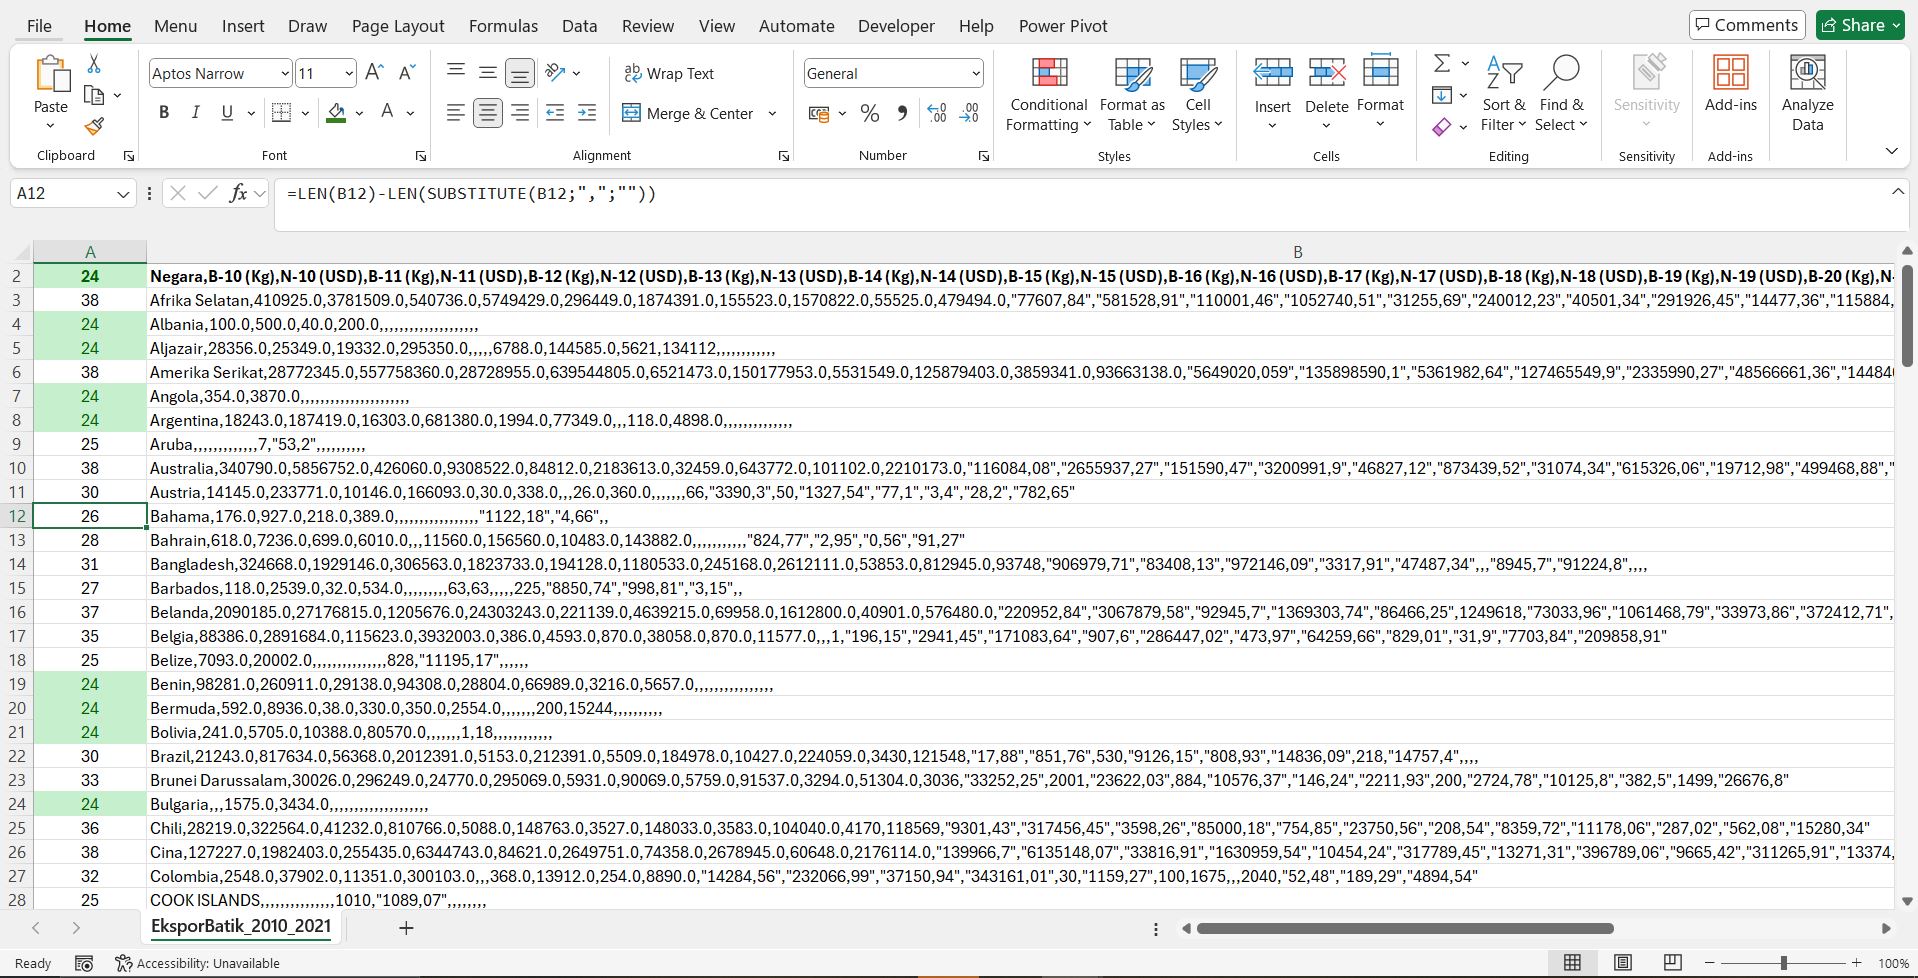 File Home Menu Insert Draw Page Layout Formulas Data Review View Automate Developer Help Power Pivot Comments Share
Paste
Clipboard
Aptos Narrow 11
B I U A
Font
Wrap Text
Merge & Center
Alignment
General
% 
Number
Conditional Formatting
Format as Table
Cell Styles
Styles
Insert Delete Format
Cells
Sort & Filter
Find & Select
Editing
Sensitivity
Sensitivity
Add-ins
Add-ins
Analyze Data
A12 fx =LEN(B12)-LEN(SUBSTITUTE(B12;",";""))
A B
2 24 Negara,B-10 (Kg),N-10 (USD),B-11 (Kg),N-11 (USD),B-12 (Kg),N-12 (USD),B-13 (Kg),N-13 (USD),B-14 (Kg),N-14 (USD),B-15 (Kg),N-15 (USD),B-16 (Kg),N-16 (USD),B-17 (Kg),N-17 (USD),B-18 (Kg),N-18 (USD),B-19 (Kg),N-19 (USD),B-20 (Kg),N-
3 38 Afrika Selatan,410925.0,3781509.0,540736.0,5749429.0,296449.0,1874391.0,155523.0,1570822.0,55525.0,479494.0,"77607,84","581528,91","110001,46","1052740,51","31255,69","240012,23","40501,34","291926,45","14477,36","115884,
4 24 Albania,100.0,500.0,40.0,200.0,,,,,,,,,,,,,,,,,,,,
5 24 Aljazair,28356.0,25349.0,19332.0,295350.0,,,,,6788.0,144585.0,5621,134112,,,,,,,,,,,,
6 38 Amerika Serikat,28772345.0,557758360.0,28728955.0,639544805.0,6521473.0,150177953.0,5531549.0,125879403.0,3859341.0,93663138.0,"5649020,059","135898590,1","5361982,64","127465549,9","2335990,27","48566661,36","14484
7 24 Angola,354.0,3870.0,,,,,,,,,,,,,,,,,,,,,,
8 24 Argentina,18243.0,187419.0,16303.0,681380.0,1994.0,77349.0,,,118.0,4898.0,,,,,,,,,,,,,,
9 25 Aruba,,,,,,,,,,,,,7,"53,2",,,,,,,,,,
10 38 Australia,340790.0,5856752.0,426060.0,9308522.0,84812.0,2183613.0,32459.0,643772.0,101102.0,2210173.0,"116084,08","2655937,27","151590,47","3200991,9","46827,12","873439,52","31074,34","615326,06","19712,98","499468,88","
11 30 Austria,14145.0,233771.0,10146.0,166093.0,30.0,338.0,,,26.0,360.0,,,,,,,66,"3390,3",50,"1327,54","77,1","3,4","28,2","782,65"
12 26 Bahama,176.0,927.0,218.0,389.0,,,,,,,,,,,,,,,,,"1122,18","4,66",,
13 28 Bahrain,618.0,7236.0,699.0,6010.0,,,11560.0,156560.0,10483.0,143882.0,,,,,,,,,,,"824,77","2,95","0,56","91,27"
14 31 Bangladesh,324668.0,1929146.0,306563.0,1823733.0,194128.0,1180533.0,245168.0,2612111.0,53853.0,812945.0,93748,"906979,71","83408,13","972146,09","3317,91","47487,34",,,"8945,7","91224,8",,,,
15 27 Barbados,118.0,2539.0,32.0,534.0,,,,,,,,,63,63,,,,,225,"8850,74","998,81","3,15",,
16 37 Belanda,2090185.0,27176815.0,1205676.0,24303243.0,221139.0,4639215.0,69958.0,1612800.0,40901.0,576480.0,"220952,84","3067879,58","92945,7","1369303,74","86466,25",1249618,"73033,96","1061468,79","33973,86","372412,71",
17 35 Belgia,88386.0,2891684.0,115623.0,3932003.0,386.0,4593.0,870.0,38058.0,870.0,11577.0,,,1,"196,15","2941,45","171083,64","907,6","286447,02","473,97","64259,66","829,01","31,9","7703,84","209858,91"
18 25 Belize,7093.0,20002.0,,,,,,,,,,,,,,,828,"11195,17",,,,,,
19 24 Benin,98281.0,260911.0,29138.0,94308.0,28804.0,66989.0,3216.0,5657.0,,,,,,,,,,,,,,,,
20 24 Bermuda,592.0,8936.0,38.0,330.0,350.0,2554.0,,,,,,,200,15244,,,,,,,,,,
21 24 Bolivia,241.0,5705.0,10388.0,80570.0,,,,,,,1,18,,,,,,,,,,,,
22 30 Brazil,21243.0,817634.0,56368.0,2012391.0,5153.0,212391.0,5509.0,184978.0,10427.0,224059.0,3430,121548,"17,88","851,76",530,"9126,15","808,93","14836,09",218,"14757,4",,,,
23 33 Brunei Darussalam,30026.0,296249.0,24770.0,295069.0,5931.0,90069.0,5759.0,91537.0,3294.0,51304.0,3036,"33252,25",2001,"23622,03",884,"10576,37","146,24","2211,93",200,"2724,78","10125,8","382,5",1499,"26676,8"
24 24 Bulgaria,,,1575.0,3434.0,,,,,,,,,,,,,,,,,,,,
25 36 Chili,28219.0,322564.0,41232.0,810766.0,5088.0,148763.0,3527.0,148033.0,3583.0,104040.0,4170,118569,"9301,43","317456,45","3598,26","85000,18","754,85","23750,56","208,54","8359,72","11178,06","287,02","562,08","15280,34"
26 38 Cina,127227.0,1982403.0,255435.0,6344743.0,84621.0,2649751.0,74358.0,2678945.0,60648.0,2176114.0,"139966,7","6135148,07","33816,91","1630959,54","10454,24","317789,45","13271,31","396789,06","9665,42","311265,91","13374,
27 32 Colombia,2548.0,37902.0,11351.0,300103.0,,,368.0,13912.0,254.0,8890.0,"14284,56","232066,99","37150,94","343161,01",30,"1159,27",100,1675,,,2040,"52,48","189,29","4894,54"
28 25 COOK ISLANDS,,,,,,,,,,,,,,,1010,"1089,07",,,,,,,,
EksporBatik_2010_2021
Ready Accessibility: Unavailable 100%